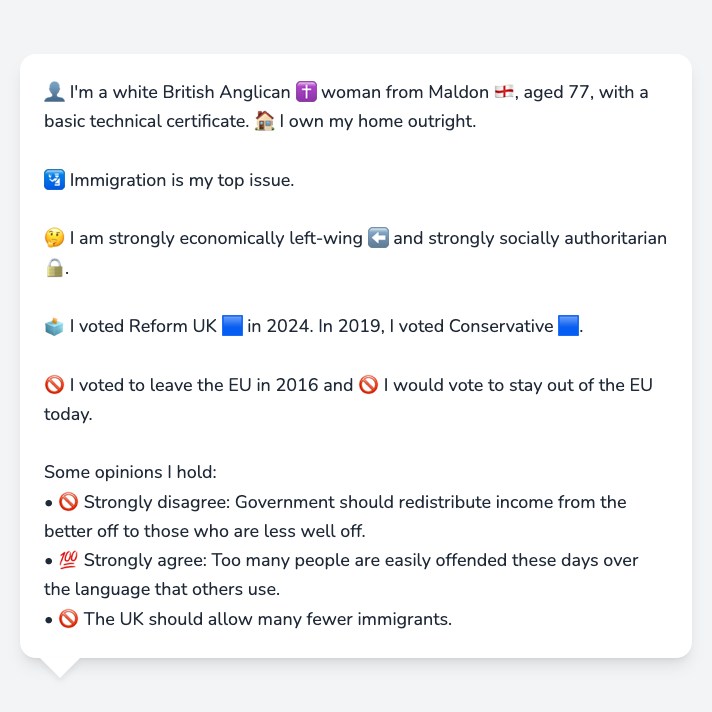 👤 I'm a white British Anglican ✝️ woman from Maldon 🏴󠁧󠁢󠁥󠁮󠁧󠁿, aged 77, with a
basic technical certificate. 🏠 I own my home outright.
🛂 Immigration is my top issue.
🤔 I am strongly economically left-wing ⬅️ and strongly socially authoritarian
🔒.
🗳️ I voted Reform UK 🟦 in 2024. In 2019, I voted Conservative 🟦.
🚫 I voted to leave the EU in 2016 and 🚫 I would vote to stay out of the EU
today.
Some opinions I hold:
• 🚫 Strongly disagree: Government should redistribute income from the
better off to those who are less well off.
• 💯 Strongly agree: Too many people are easily offended these days over
the language that others use.
• 🚫 The UK should allow many fewer immigrants.